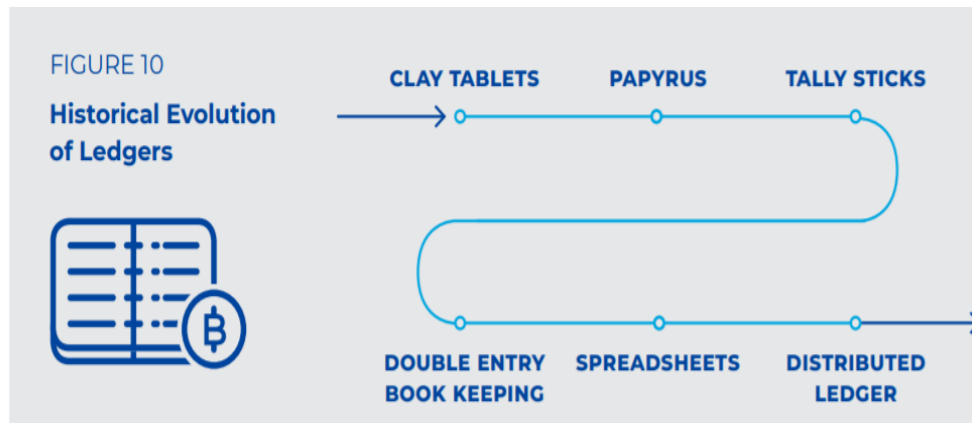 FIGURE 10
Historical Evolution
of Ledgers
CLAY TABLETS
PAPYRUS
TALLY STICKS
DOUBLE ENTRY
BOOK KEEPING
SPREADSHEETS
DISTRIBUTED
LEDGER